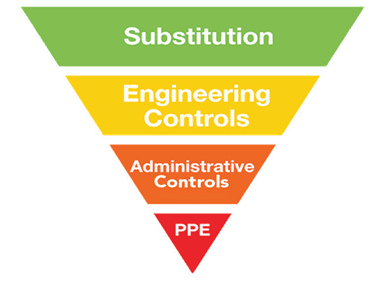 Substitution
Engineering
Controls
Administrative
Controls
PPE